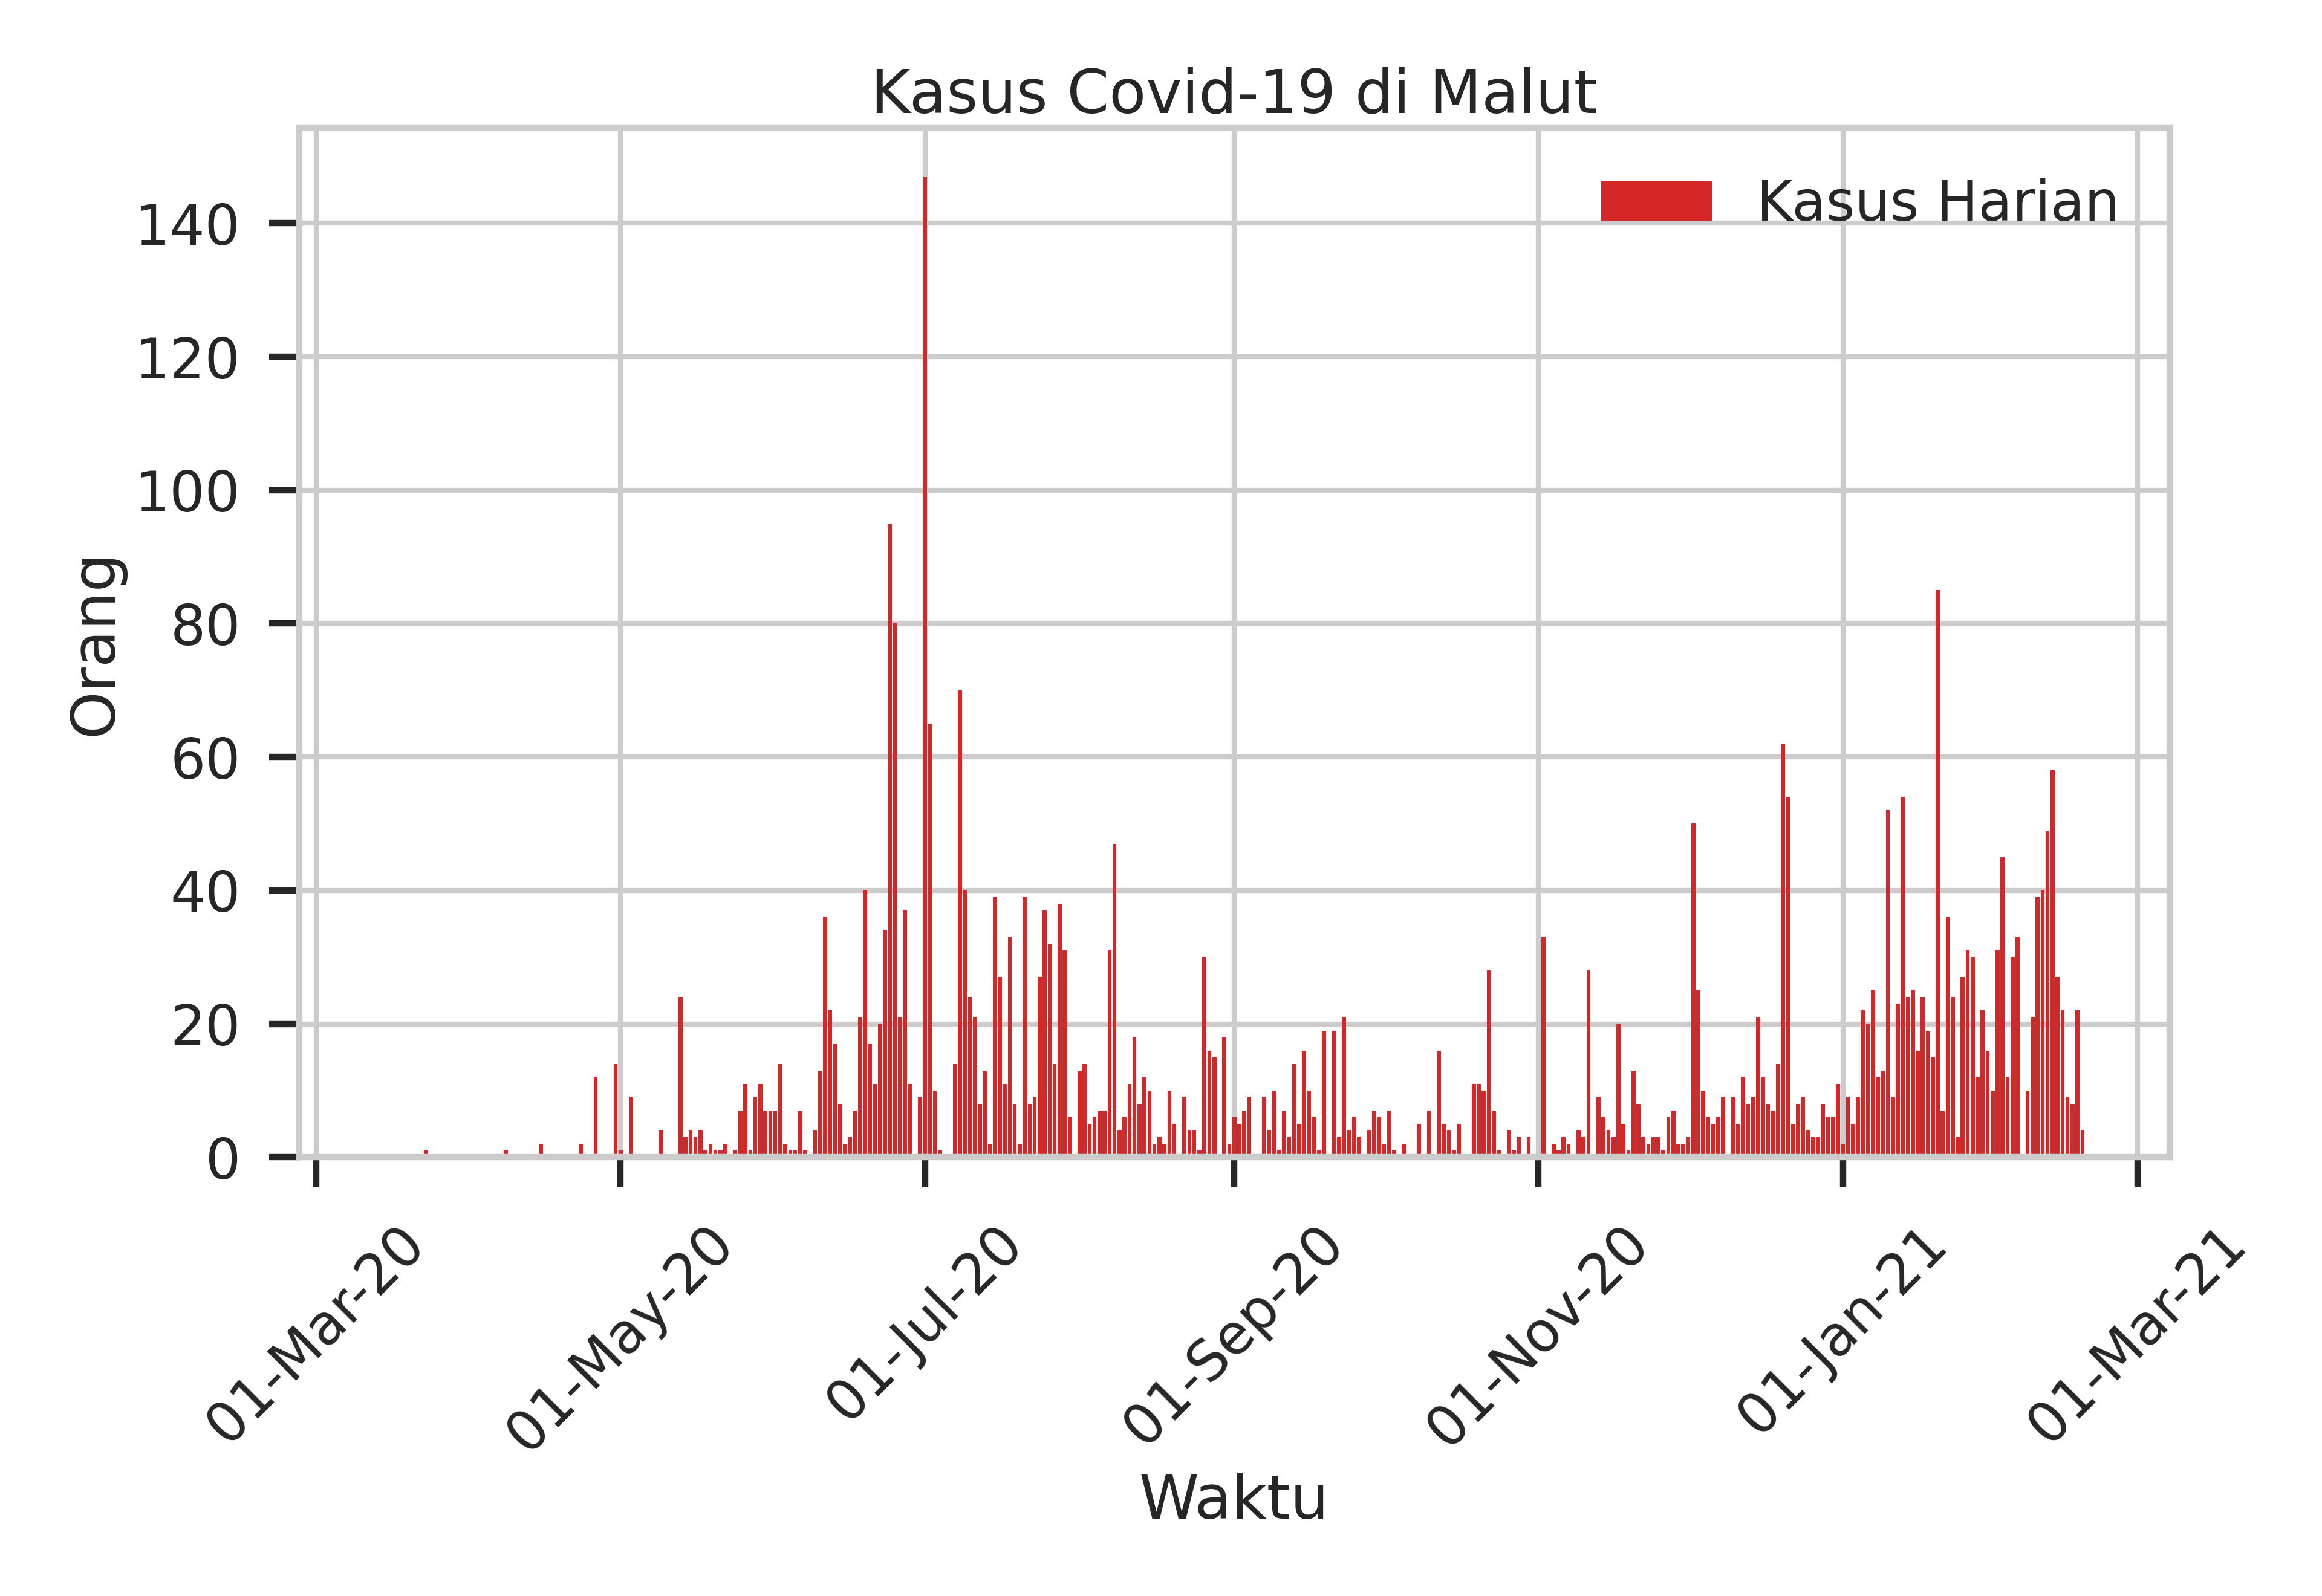 Kasus Covid-19 di Malut
Kasus Harian
140
120
100
80
60
40
20
0
Orang
01-Mar-20
01-May-20
01-Jul-20
01-Sep-20
01-Nov-20
01-Jan-21
01-Mar-21
Waktu